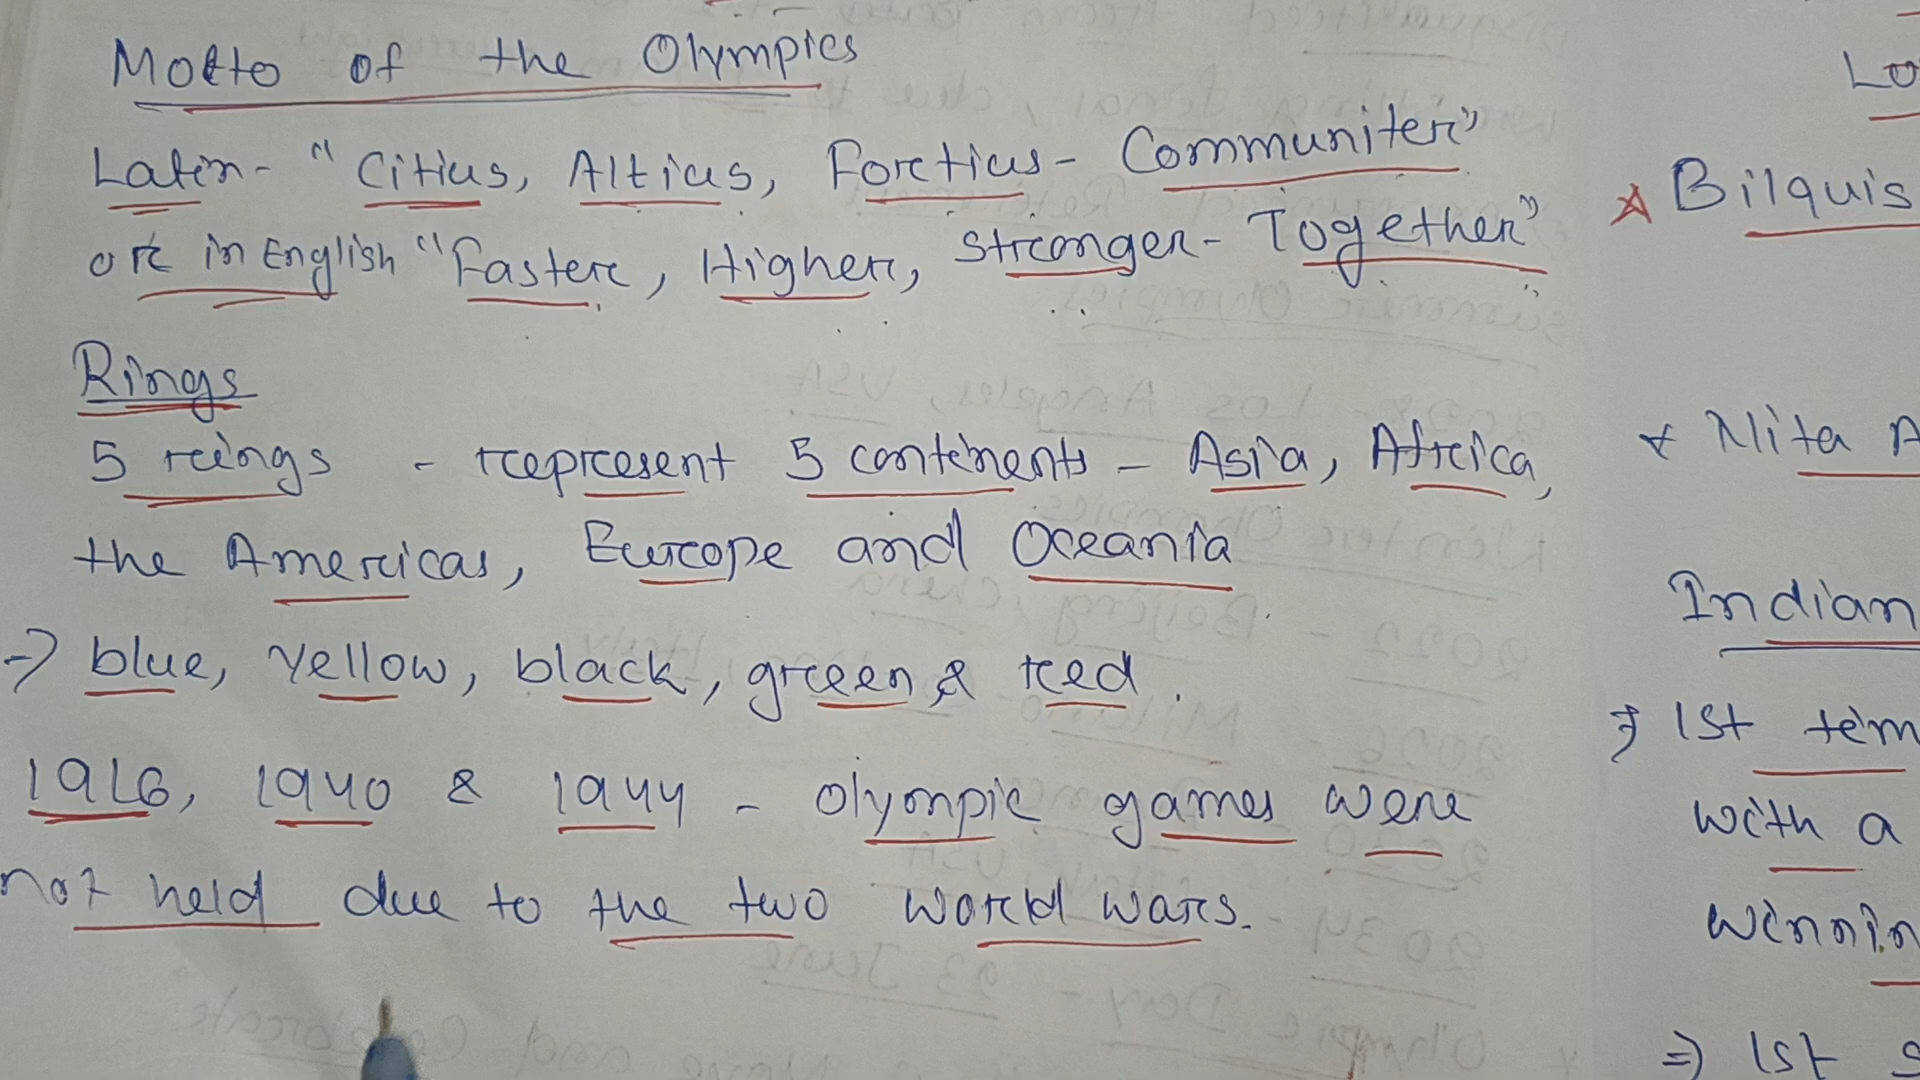 Motto of the Olympics
Latin - "Citius, Altius, Fortius - Communiter"
or in English "Faster, Higher, Stronger - Together"
Rings
5 rings - represent 5 continents - Asia, Africa,
the Americas, Europe and Oceania
→ blue, yellow, black, green & red.
1916, 1940 & 1944 - Olympic games were
not held due to the two world wars.
Lo
☆ Bilquis
* Nita A
Indian
⇒ 1st tim
with a
winnin
⇒ 1st s